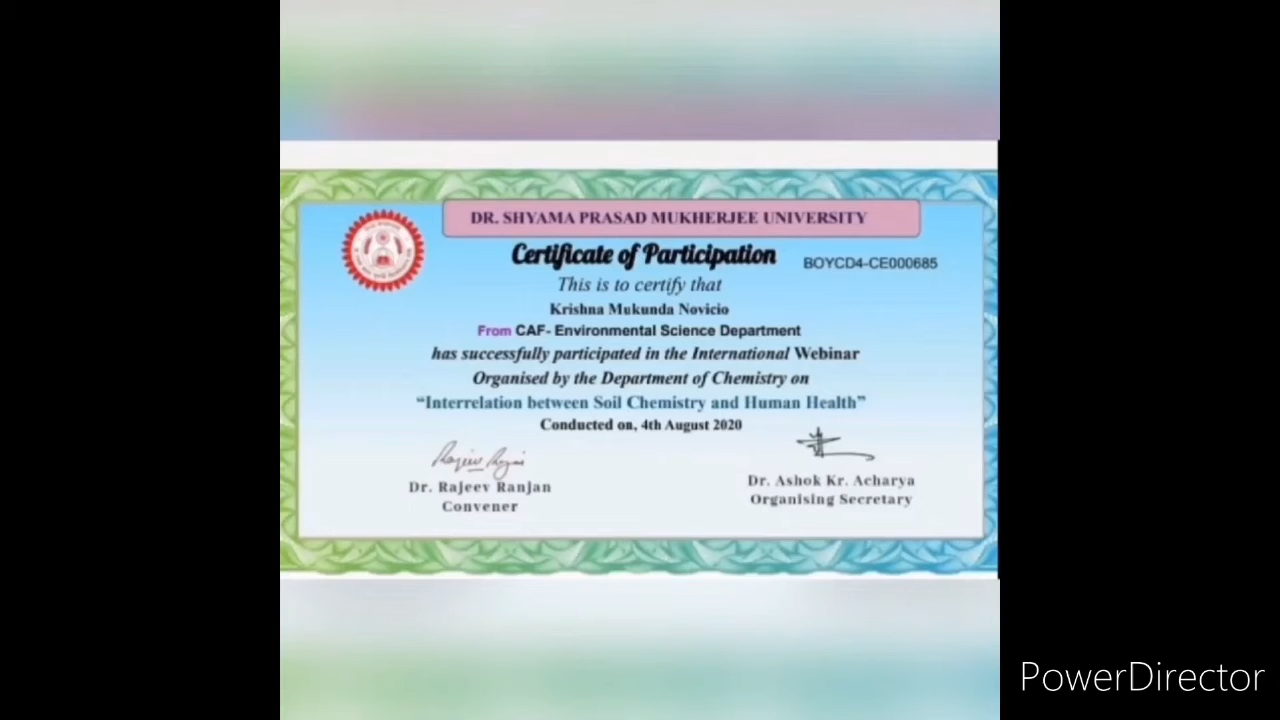 DR. SHYAMA PRASAD MUKHERJEE UNIVERSITY
Certificate of Participation
BOYCD4-CE000685
This is to certify that
Krishna Mukunda Novicio
From CAF- Environmental Science Department
has successfully participated in the International Webinar
Organised by the Department of Chemistry on
“Interrelation between Soil Chemistry and Human Health”
Conducted on, 4th August 2020
Dr. Rajeev Ranjan
Convener
Dr. Ashok Kr. Acharya
Organising Secretary
PowerDirector